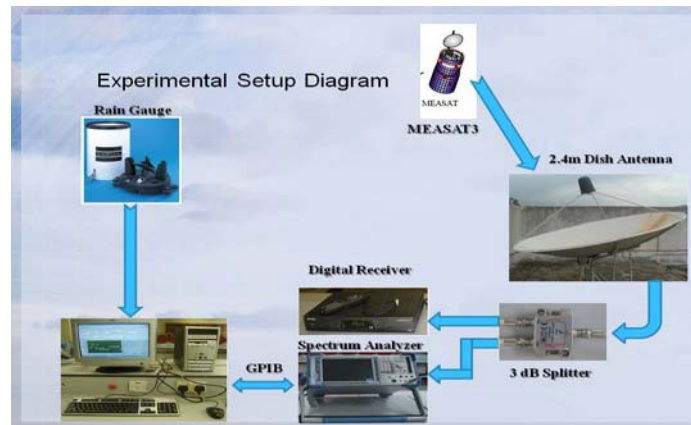 Experimental Setup Diagram
Rain Gauge
MEASAT
MEASAT3
2.4m Dish Antenna
Digital Receiver
Spectrum Analyzer
GPIB
3 dB Splitter